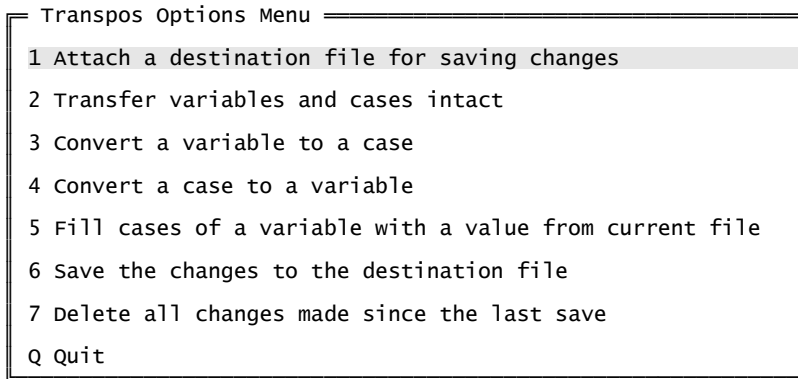 Transpos Options Menu
1 Attach a destination file for saving changes
2 Transfer variables and cases intact
3 Convert a variable to a case
4 Convert a case to a variable
5 Fill cases of a variable with a value from current file
6 Save the changes to the destination file
7 Delete all changes made since the last save
Q Quit